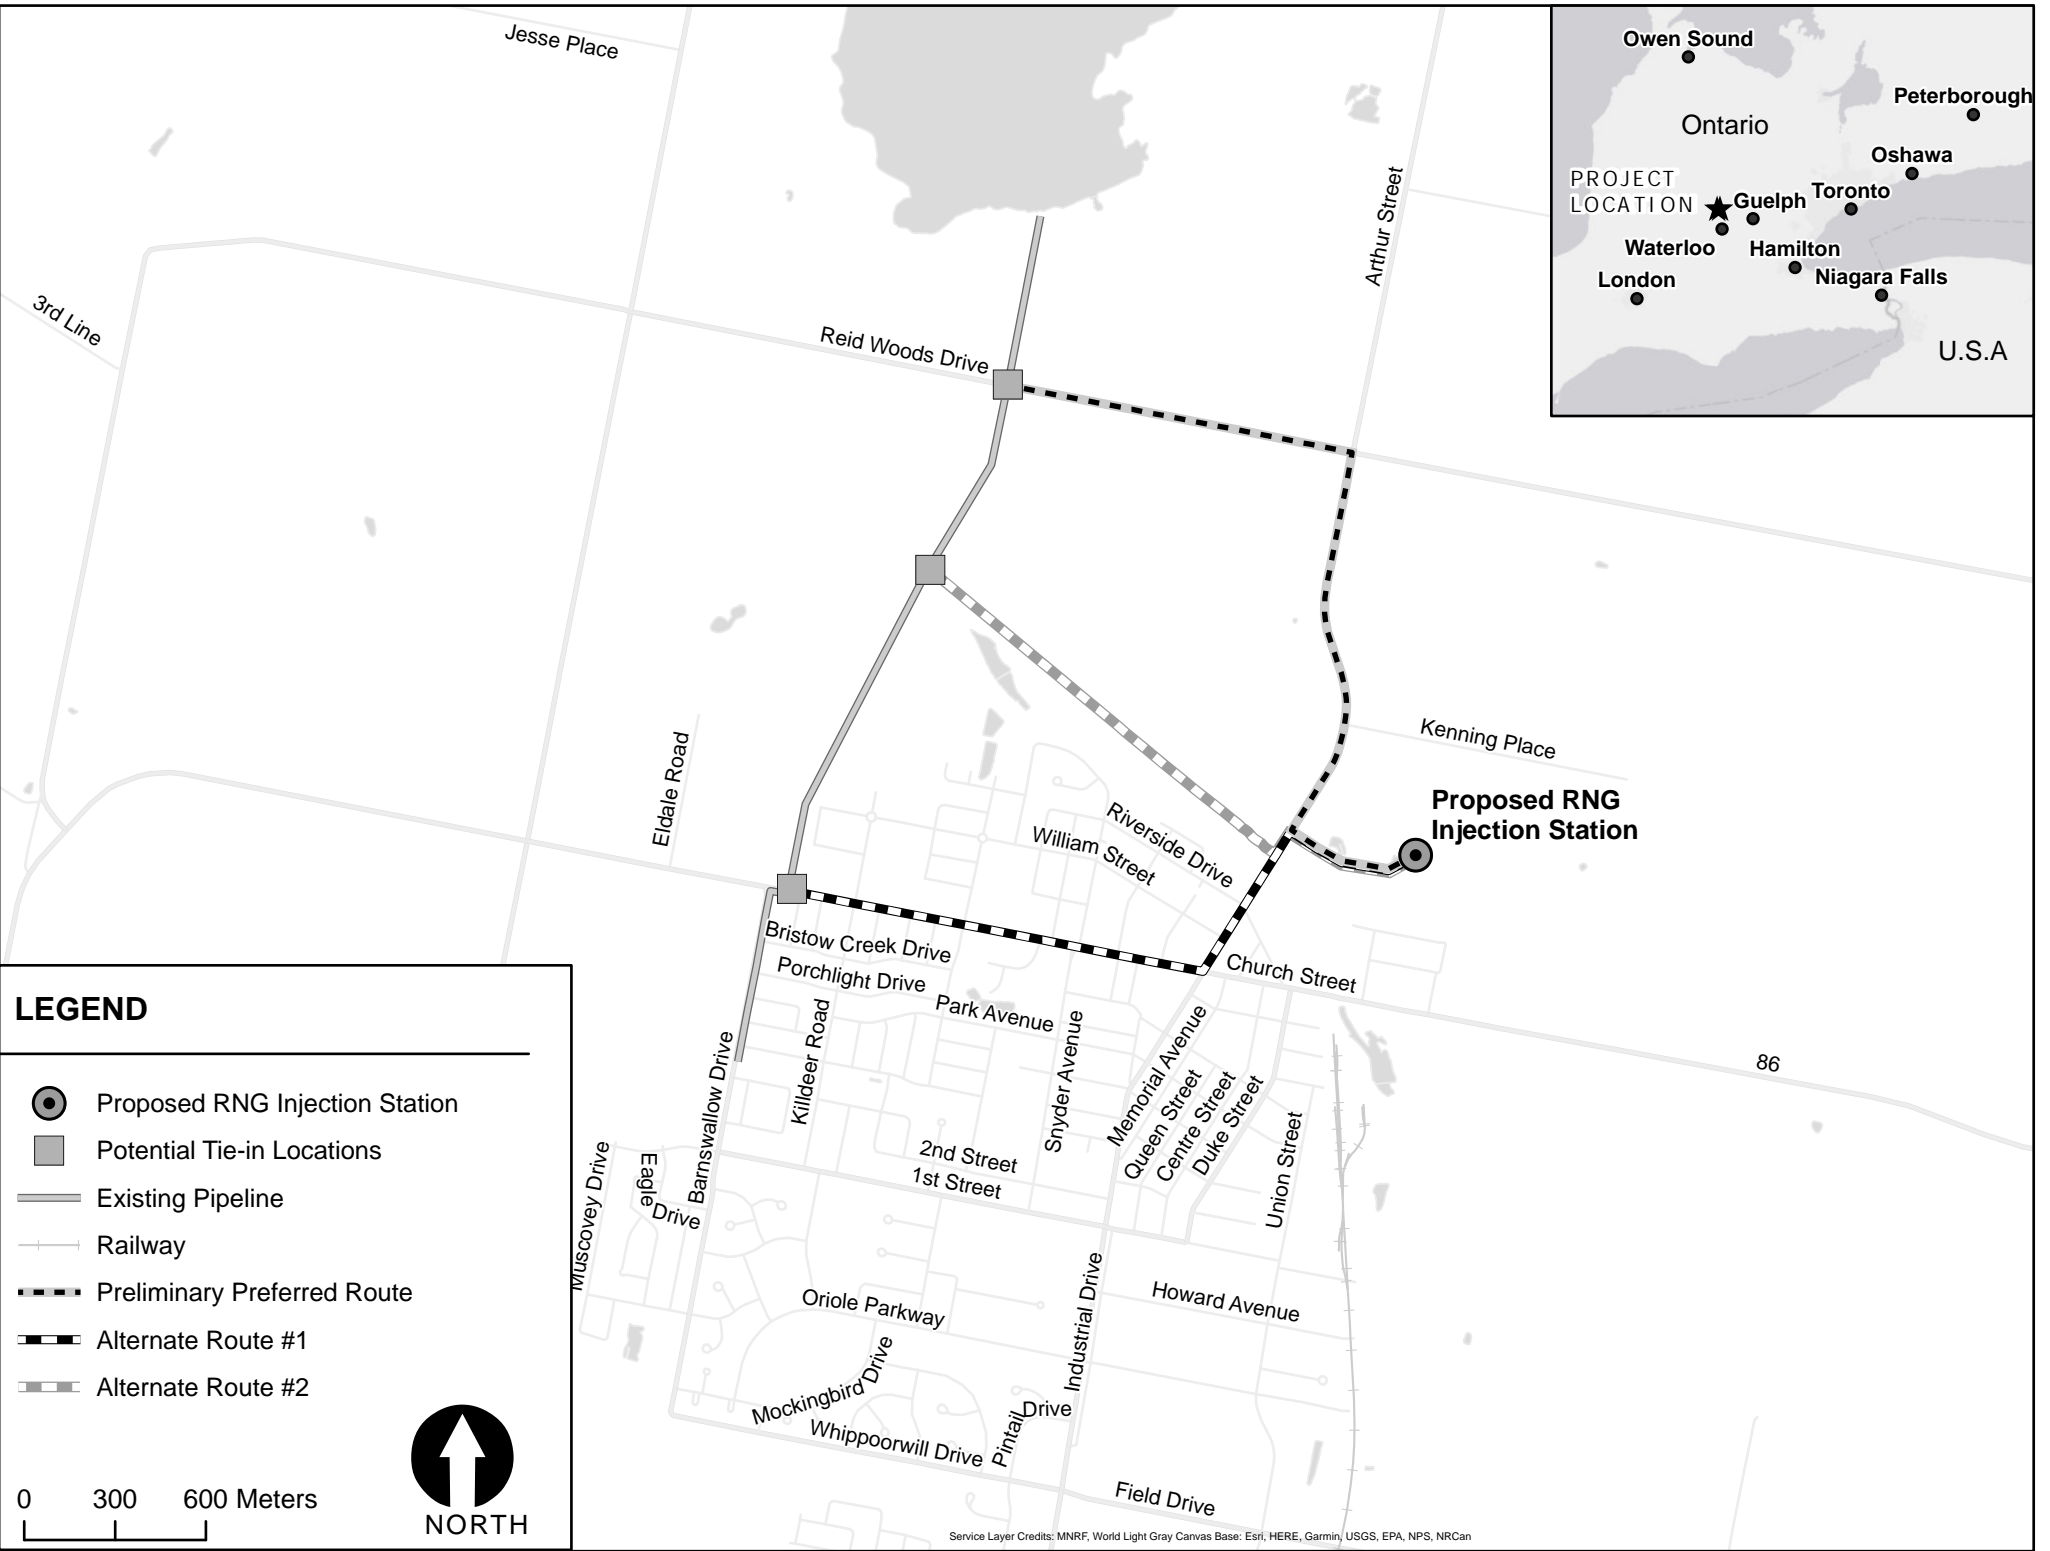 Jesse Place
Owen Sound
Peterborough
Ontario
Oshawa
PROJECT
LOCATION
Guelph
Toronto
Waterloo
Hamilton
London
Niagara Falls
U.S.A
Arthur Street
3rd Line
Reid Woods Drive
Kenning Place
Eldale Road
Proposed RNG
Injection Station
Riverside Drive
William Street
Bristow Creek Drive
Church Street
Porchlight Drive
Park Avenue
Killdeer Road
Snyder Avenue
Memorial Avenue
Queen Street
Centre Street
Duke Street
Union Street
86
Barnswallow Drive
2nd Street
1st Street
Muscovey Drive
Eagle
Drive
Industrial Drive
Howard Avenue
Oriole Parkway
Mockingbird Drive
Pintail
Drive
Whippoorwill Drive
Field Drive
LEGEND
Proposed RNG Injection Station
Potential Tie-in Locations
Existing Pipeline
Railway
Preliminary Preferred Route
Alternate Route #1
Alternate Route #2
0 300 600 Meters
NORTH
Service Layer Credits: MNRF, World Light Gray Canvas Base: Esri, HERE, Garmin, USGS, EPA, NPS, NRCan